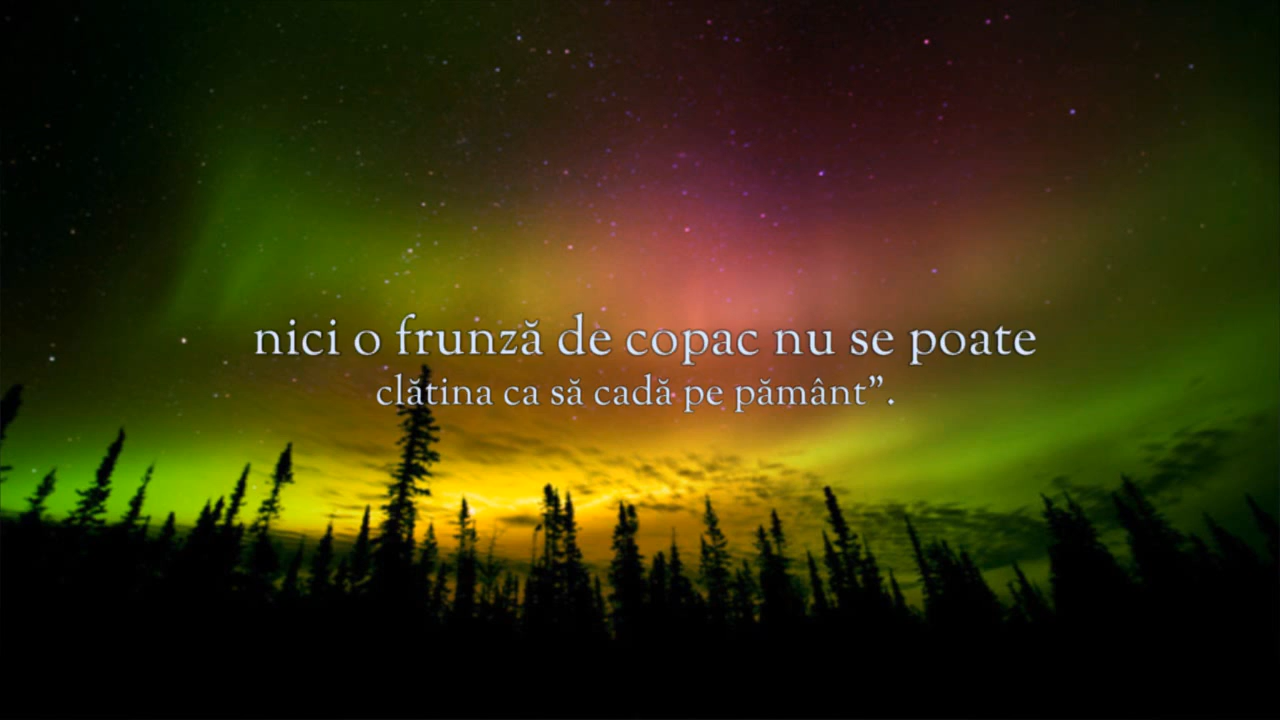 nici o frunză de copac nu se poate
clătina ca să cadă pe pământ”.